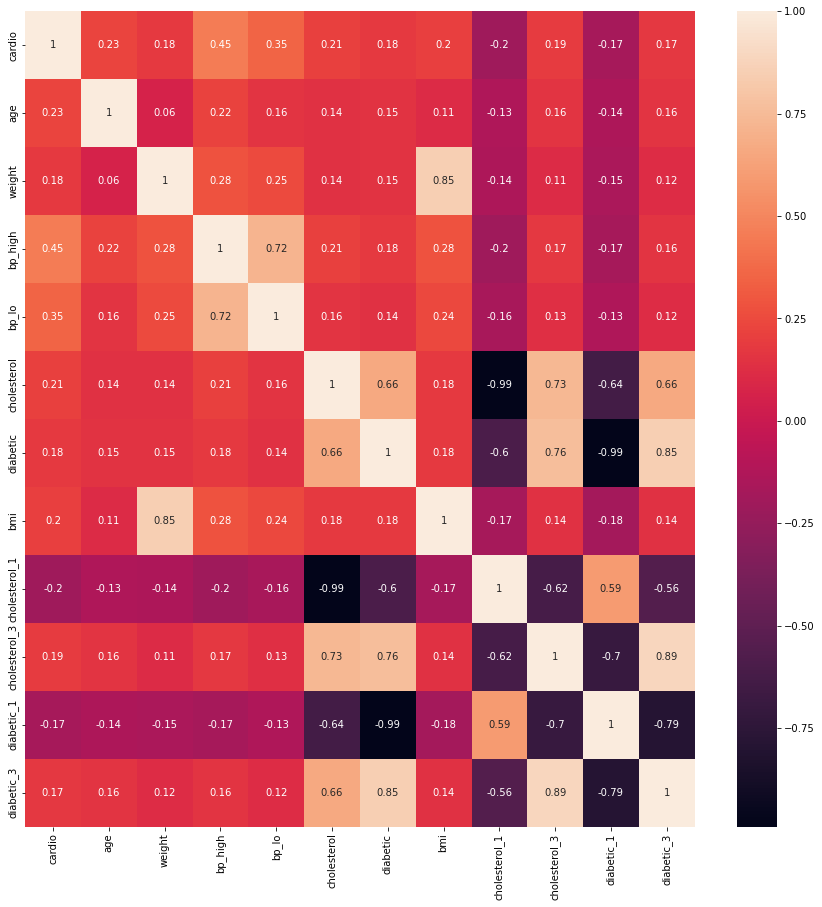 cardio 1 0.23 0.18 0.45 0.35 0.21 0.18 0.2 -0.2 0.19 -0.17 0.17
age 0.23 1 0.06 0.22 0.16 0.14 0.15 0.11 -0.13 0.16 -0.14 0.16
weight 0.18 0.06 1 0.28 0.25 0.14 0.15 0.85 -0.14 0.11 -0.15 0.12
bp_high 0.45 0.22 0.28 1 0.72 0.21 0.18 0.28 -0.2 0.17 -0.17 0.16
bp_lo 0.35 0.16 0.25 0.72 1 0.16 0.14 0.24 -0.16 0.13 -0.13 0.12
cholesterol 0.21 0.14 0.14 0.21 0.16 1 0.66 0.18 -0.99 0.73 -0.64 0.66
diabetic 0.18 0.15 0.15 0.18 0.14 0.66 1 0.18 -0.6 0.76 -0.99 0.85
bmi 0.2 0.11 0.85 0.28 0.24 0.18 0.18 1 -0.17 0.14 -0.18 0.14
cholesterol_1 -0.2 -0.13 -0.14 -0.2 -0.16 -0.99 -0.6 -0.17 1 -0.62 0.59 -0.56
cholesterol_3 0.19 0.16 0.11 0.17 0.13 0.73 0.76 0.14 -0.62 1 -0.7 0.89
diabetic_1 -0.17 -0.14 -0.15 -0.17 -0.13 -0.64 -0.99 -0.18 0.59 -0.7 1 -0.79
diabetic_3 0.17 0.16 0.12 0.16 0.12 0.66 0.85 0.14 -0.56 0.89 -0.79 1
cardio age weight bp_high bp_lo cholesterol diabetic bmi cholesterol_1 cholesterol_3 diabetic_1 diabetic_3
1.00
0.75
0.50
0.25
0.00
−0.25
−0.50
−0.75